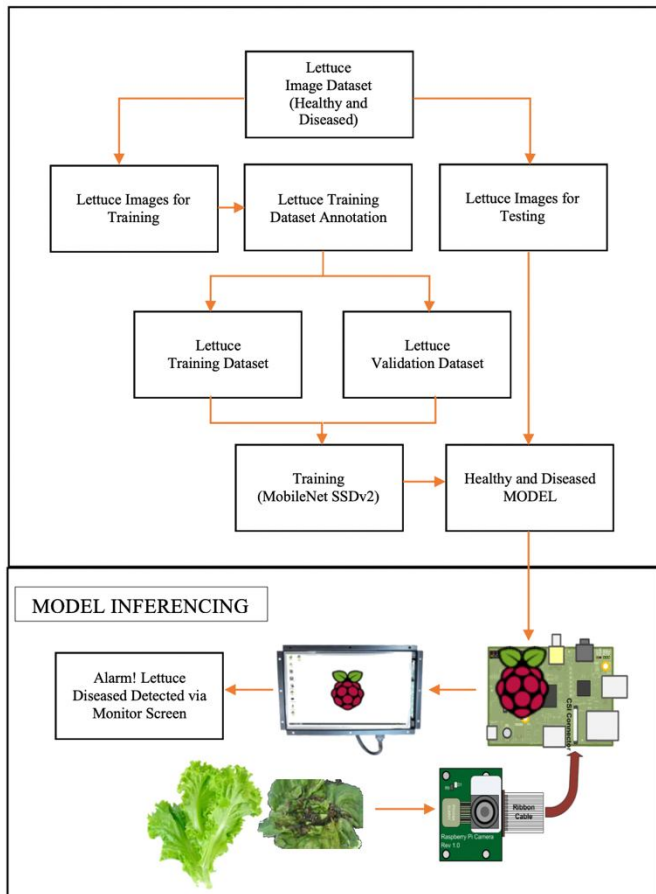 Lettuce
Image Dataset
(Healthy and
Diseased)
Lettuce Images for
Training
Lettuce Training
Dataset Annotation
Lettuce Images for
Testing
Lettuce
Training Dataset
Lettuce
Validation Dataset
Training
(MobileNet SSDv2)
Healthy and Diseased
MODEL
MODEL INFERENCING
Alarm! Lettuce
Diseased Detected via
Monitor Screen
CSI Connector
Ribbon
Cable
Raspberry Pi Camera
Rev 1.0